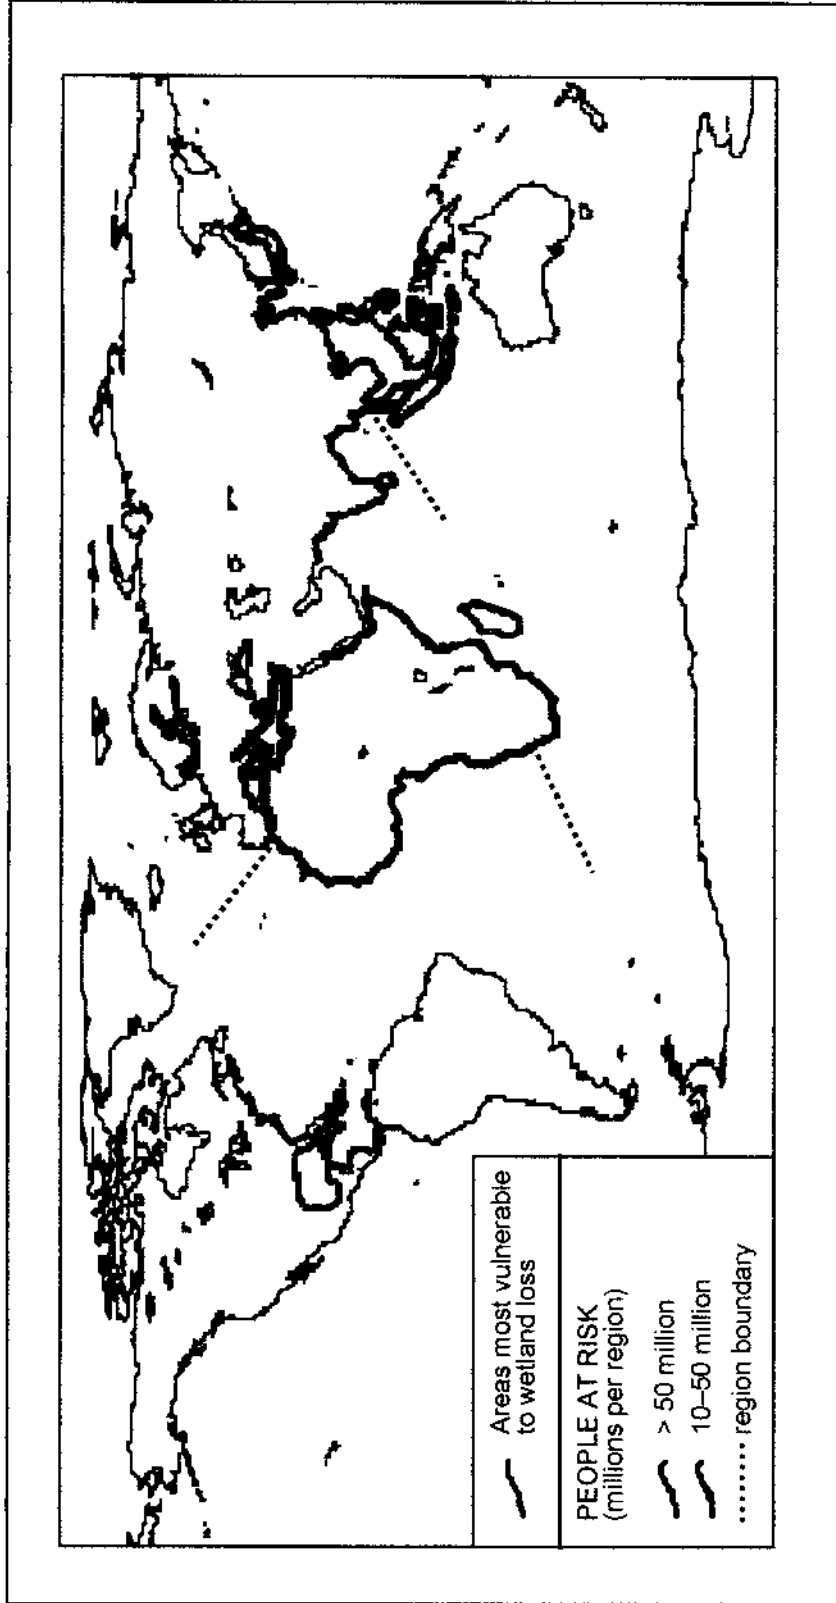 Areas most vulnerable
to wetland loss
PEOPLE AT RISK
(millions per region)
> 50 million
10–50 million
region boundary